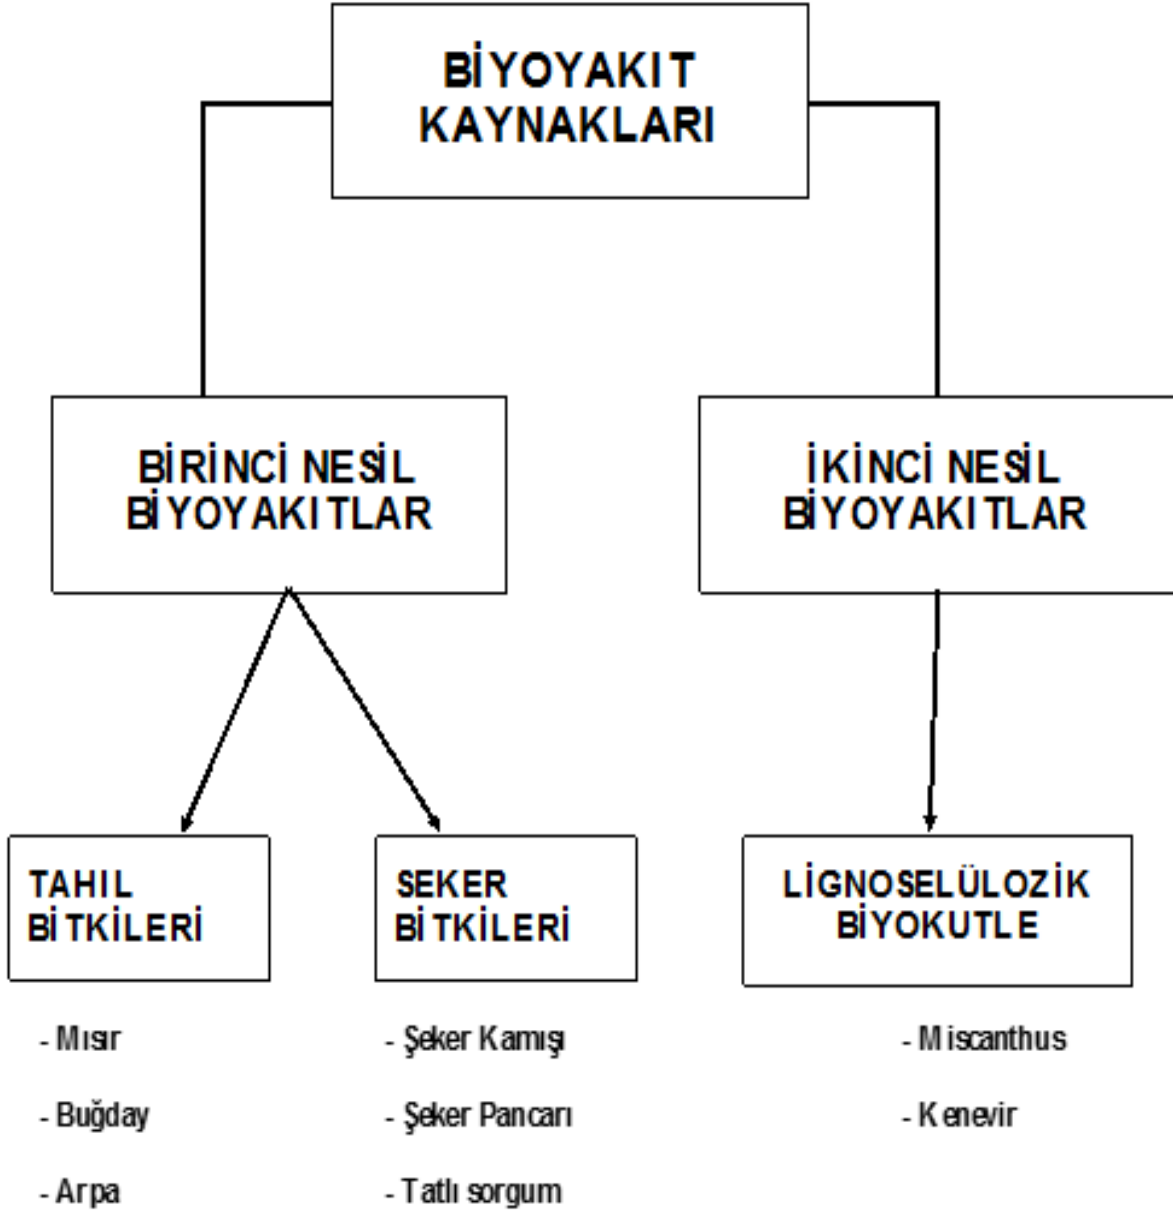 BİYOYAKIT
KAYNAKLARI
BİRİNCİ NESİL
BİYOYAKITLAR
İKİNCİ NESİL
BİYOYAKITLAR
TAHIL
BİTKİLERİ
SEKER
BİTKİLERİ
LİGNOSELÜLOZİK
BİYOKUTLE
- Mısır
- Buğday
- Arpa
- Şeker Kamışı
- Şeker Pancarı
- Tatlı sorgum
- Miscanthus
- Kenevir